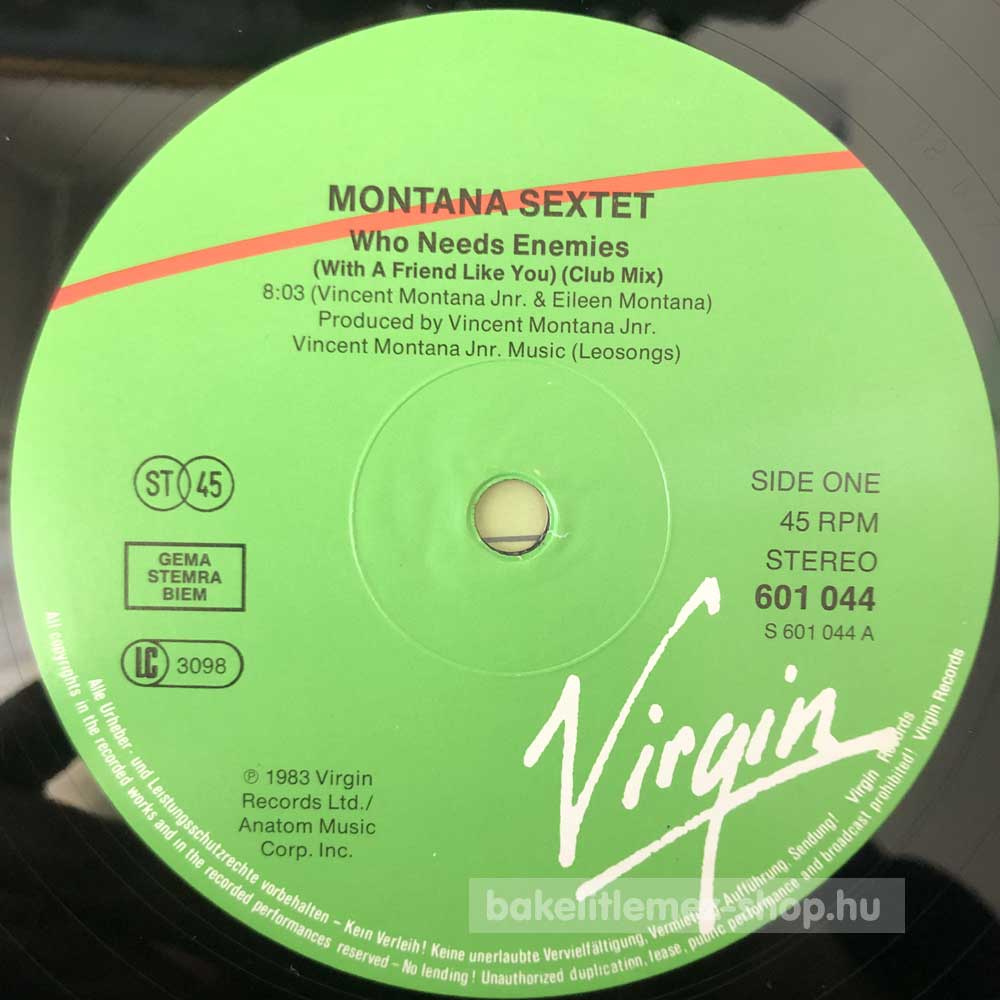 MONTANA SEXTET
Who Needs Enemies
(With A Friend Like You) (Club Mix)
8:03 (Vincent Montana Jnr. & Eileen Montana)
Produced by Vincent Montana Jnr.
Vincent Montana Jnr. Music (Leosongs)
ST 45
GEMA
STEMRA
BIEM
LC 3098
SIDE ONE
45 RPM
STEREO
601 044
S 601 044 A
Virgin
℗ 1983 Virgin
Records Ltd./
Anatom Music
Corp. Inc.
Alle Urheber- und Leistungsschutzrechte vorbehalten – Kein Verleih! Keine unerlaubte Vervielfältigung, Vermietung, Aufführung, Sendung! Virgin Records
All copyrights in the recorded works and in the recorded performances reserved – No lending! Unauthorized duplication, lease, public performance and broadcast prohibited! Virgin Records
bakelitlemez-shop.hu